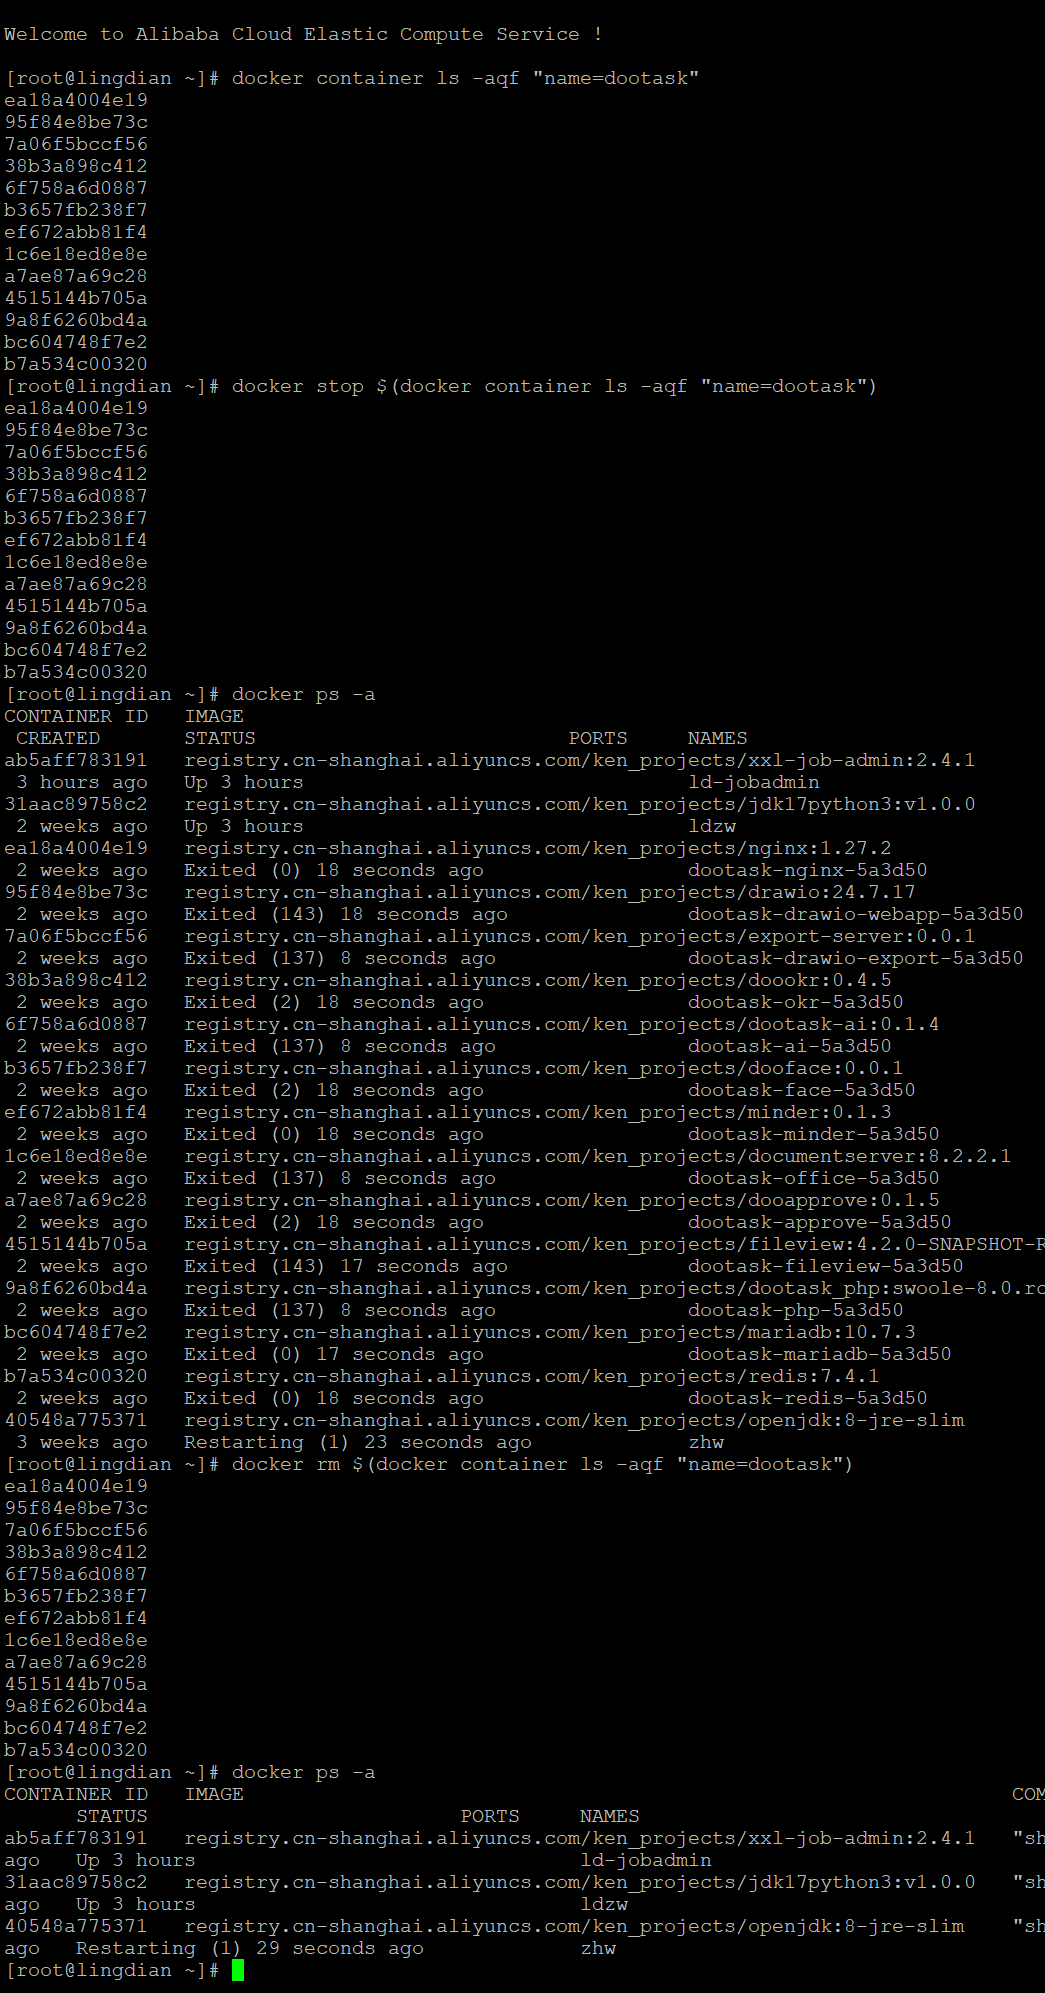 Welcome to Alibaba Cloud Elastic Compute Service !
[root@lingdian ~]# docker container ls -aqf "name=dootask"
ea18a4004e19
95f84e8be73c
7a06f5bccf56
38b3a898c412
6f758a6d0887
b3657fb238f7
ef672abb81f4
1c6e18ed8e8e
a7ae87a69c28
4515144b705a
9a8f6260bd4a
bc604748f7e2
b7a534c00320
[root@lingdian ~]# docker stop $(docker container ls -aqf "name=dootask")
ea18a4004e19
95f84e8be73c
7a06f5bccf56
38b3a898c412
6f758a6d0887
b3657fb238f7
ef672abb81f4
1c6e18ed8e8e
a7ae87a69c28
4515144b705a
9a8f6260bd4a
bc604748f7e2
b7a534c00320
[root@lingdian ~]# docker ps -a
CONTAINER ID   IMAGE
 CREATED       STATUS                          PORTS     NAMES
ab5aff783191   registry.cn-shanghai.aliyuncs.com/ken_projects/xxl-job-admin:2.4.1
 3 hours ago   Up 3 hours                                ld-jobadmin
31aac89758c2   registry.cn-shanghai.aliyuncs.com/ken_projects/jdk17python3:v1.0.0
 2 weeks ago   Up 3 hours                                ldzw
ea18a4004e19   registry.cn-shanghai.aliyuncs.com/ken_projects/nginx:1.27.2
 2 weeks ago   Exited (0) 18 seconds ago                 dootask-nginx-5a3d50
95f84e8be73c   registry.cn-shanghai.aliyuncs.com/ken_projects/drawio:24.7.17
 2 weeks ago   Exited (143) 18 seconds ago               dootask-drawio-webapp-5a3d50
7a06f5bccf56   registry.cn-shanghai.aliyuncs.com/ken_projects/export-server:0.0.1
 2 weeks ago   Exited (137) 8 seconds ago                dootask-drawio-export-5a3d50
38b3a898c412   registry.cn-shanghai.aliyuncs.com/ken_projects/doookr:0.4.5
 2 weeks ago   Exited (2) 18 seconds ago                 dootask-okr-5a3d50
6f758a6d0887   registry.cn-shanghai.aliyuncs.com/ken_projects/dootask-ai:0.1.4
 2 weeks ago   Exited (137) 8 seconds ago                dootask-ai-5a3d50
b3657fb238f7   registry.cn-shanghai.aliyuncs.com/ken_projects/dooface:0.0.1
 2 weeks ago   Exited (2) 18 seconds ago                 dootask-face-5a3d50
ef672abb81f4   registry.cn-shanghai.aliyuncs.com/ken_projects/minder:0.1.3
 2 weeks ago   Exited (0) 18 seconds ago                 dootask-minder-5a3d50
1c6e18ed8e8e   registry.cn-shanghai.aliyuncs.com/ken_projects/documentserver:8.2.2.1
 2 weeks ago   Exited (137) 8 seconds ago                dootask-office-5a3d50
a7ae87a69c28   registry.cn-shanghai.aliyuncs.com/ken_projects/dooapprove:0.1.5
 2 weeks ago   Exited (2) 18 seconds ago                 dootask-approve-5a3d50
4515144b705a   registry.cn-shanghai.aliyuncs.com/ken_projects/fileview:4.2.0-SNAPSHOT-R
 2 weeks ago   Exited (143) 17 seconds ago               dootask-fileview-5a3d50
9a8f6260bd4a   registry.cn-shanghai.aliyuncs.com/ken_projects/dootask_php:swoole-8.0.rc
 2 weeks ago   Exited (137) 8 seconds ago                dootask-php-5a3d50
bc604748f7e2   registry.cn-shanghai.aliyuncs.com/ken_projects/mariadb:10.7.3
 2 weeks ago   Exited (0) 17 seconds ago                 dootask-mariadb-5a3d50
b7a534c00320   registry.cn-shanghai.aliyuncs.com/ken_projects/redis:7.4.1
 2 weeks ago   Exited (0) 18 seconds ago                 dootask-redis-5a3d50
40548a775371   registry.cn-shanghai.aliyuncs.com/ken_projects/openjdk:8-jre-slim
 3 weeks ago   Restarting (1) 23 seconds ago             zhw
[root@lingdian ~]# docker rm $(docker container ls -aqf "name=dootask")
ea18a4004e19
95f84e8be73c
7a06f5bccf56
38b3a898c412
6f758a6d0887
b3657fb238f7
ef672abb81f4
1c6e18ed8e8e
a7ae87a69c28
4515144b705a
9a8f6260bd4a
bc604748f7e2
b7a534c00320
[root@lingdian ~]# docker ps -a
CONTAINER ID   IMAGE                                                                COM
      STATUS                          PORTS     NAMES
ab5aff783191   registry.cn-shanghai.aliyuncs.com/ken_projects/xxl-job-admin:2.4.1   "sh
ago   Up 3 hours                                ld-jobadmin
31aac89758c2   registry.cn-shanghai.aliyuncs.com/ken_projects/jdk17python3:v1.0.0   "sh
ago   Up 3 hours                                ldzw
40548a775371   registry.cn-shanghai.aliyuncs.com/ken_projects/openjdk:8-jre-slim    "sh
ago   Restarting (1) 29 seconds ago             zhw
[root@lingdian ~]#